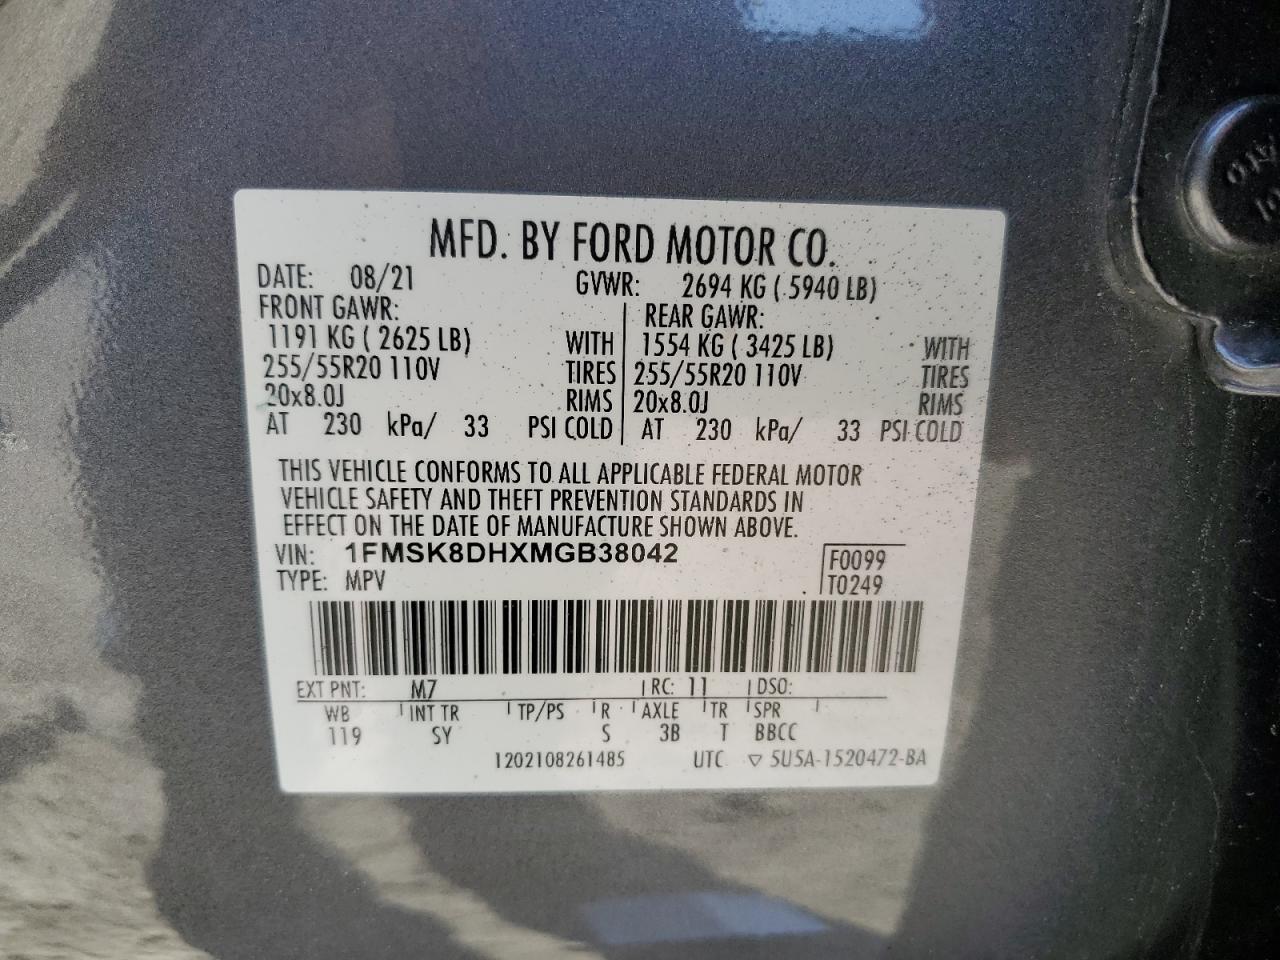 MFD. BY FORD MOTOR CO.
DATE: 08/21 GVWR: 2694 KG ( 5940 LB)
FRONT GAWR: REAR GAWR:
1191 KG ( 2625 LB) WITH 1554 KG ( 3425 LB) WITH
255/55R20 110V TIRES 255/55R20 110V TIRES
20x8.0J RIMS 20x8.0J RIMS
AT 230 kPa/ 33 PSI COLD AT 230 kPa/ 33 PSI COLD
THIS VEHICLE CONFORMS TO ALL APPLICABLE FEDERAL MOTOR
VEHICLE SAFETY AND THEFT PREVENTION STANDARDS IN
EFFECT ON THE DATE OF MANUFACTURE SHOWN ABOVE.
VIN: 1FMSK8DHXMGB38042 F0099
TYPE: MPV T0249
EXT PNT: M7 RC: 11 DSO:
WB INT TR TP/PS R AXLE TR SPR
119 SY S 3B T BBCC
1202108261485 UTC ▽ 5U5A-1520472-BA